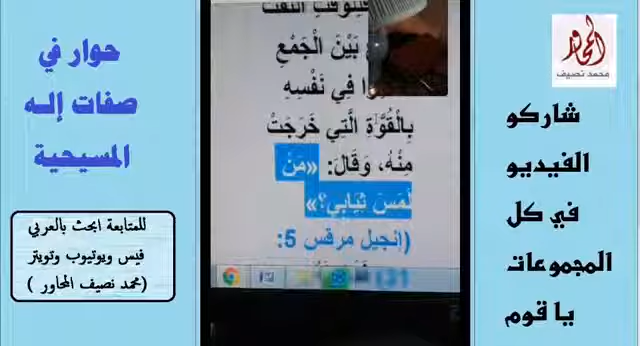 حوار في
صفات إله
المسيحية
للمتابعة ابحث بالعربي
فيس ويوتيوب وتويتر
(محمد نصيف المحاور )
بَيْنَ الْجَمْعِ
فِي نَفْسِهِ
بِالْقُوَّةِ الَّتِي خَرَجَتْ
مِنْهُ، وَقَالَ: «مَنْ
لَمَسَ ثِيَابِي؟»
(إنجيل مرقس 5:
المحاور
محمد نصيف
شاركو
الفيديو
في كل
المجموعات
يا قوم